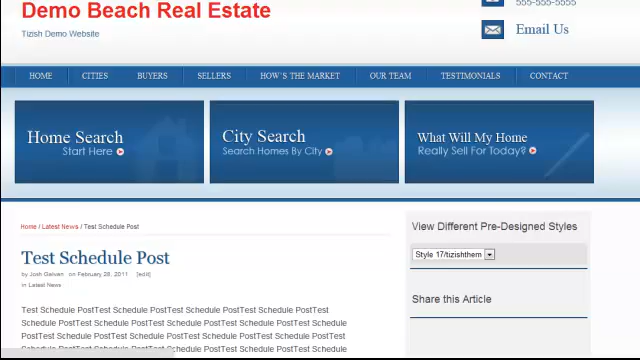 Demo Beach Real Estate
Tizish Demo Website
555-555-5555
Email Us
HOME CITIES BUYERS SELLERS HOW'S THE MARKET OUR TEAM TESTIMONIALS CONTACT
Home Search
Start Here
City Search
Search Homes By City
What Will My Home
Really Sell For Today?
Home / Latest News / Test Schedule Post
Test Schedule Post
by Josh Galvan on February 28, 2011 [edit]
in Latest News
Test Schedule PostTest Schedule PostTest Schedule PostTest
Schedule PostTest Schedule PostTest Schedule PostTest Schedule
PostTest Schedule PostTest Schedule PostTest Schedule PostTest
Schedule PostTest Schedule PostTest Schedule PostTest Schedule
View Different Pre-Designed Styles
Style 17/tizishthem
Share this Article